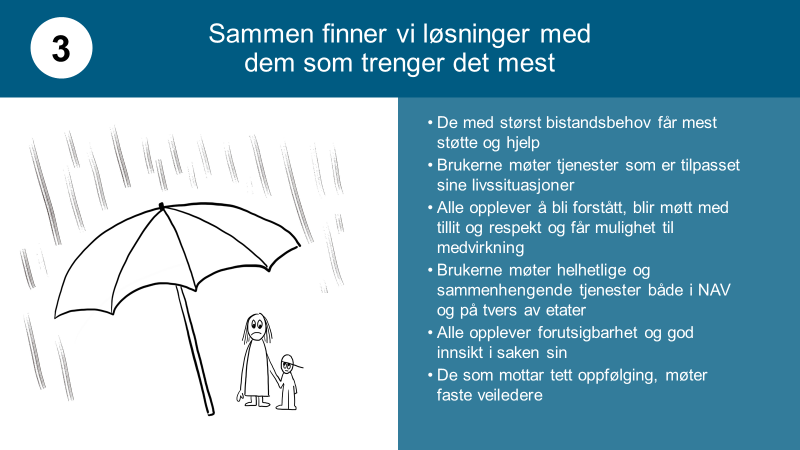 3
Sammen finner vi løsninger med
dem som trenger det mest
• De med størst bistandsbehov får mest
støtte og hjelp
• Brukerne møter tjenester som er tilpasset
sine livssituasjoner
• Alle opplever å bli forstått, blir møtt med
tillit og respekt og får mulighet til
medvirkning
• Brukerne møter helhetlige og
sammenhengende tjenester både i NAV
og på tvers av etater
• Alle opplever forutsigbarhet og god
innsikt i saken sin
• De som mottar tett oppfølging, møter
faste veiledere